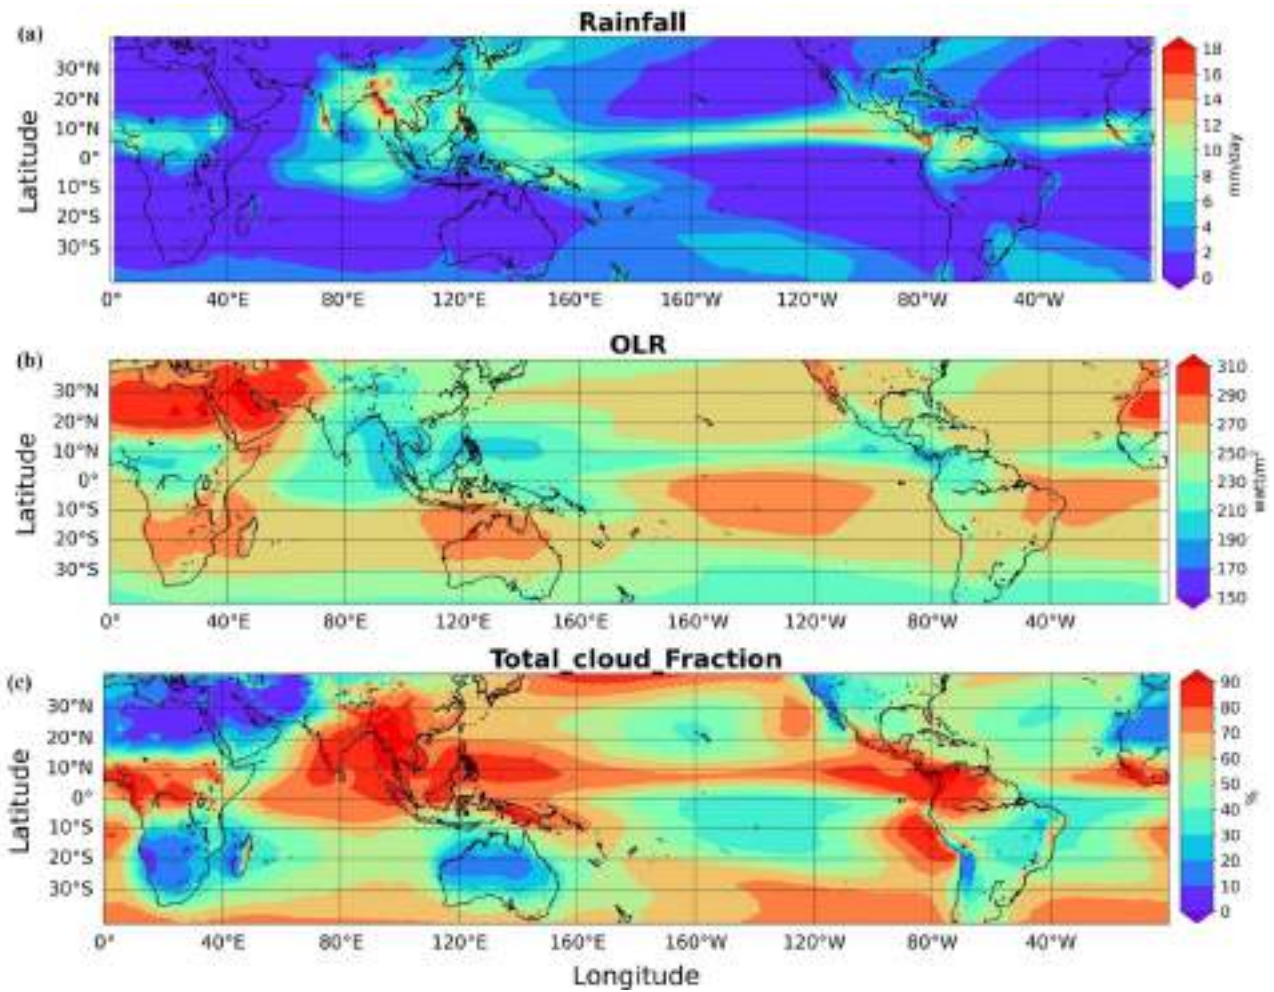 Rainfall
(a)
30°N
20°N
10°N
0°
10°S
20°S
30°S
Latitude
0° 40°E 80°E 120°E 160°E 160°W 120°W 80°W 40°W
18
16
14
12
10
8
6
4
2
0
mm/day
OLR
(b)
30°N
20°N
10°N
0°
10°S
20°S
30°S
Latitude
0° 40°E 80°E 120°E 160°E 160°W 120°W 80°W 40°W
310
290
270
250
230
210
190
170
150
watt/m²
Total_cloud_Fraction
(c)
30°N
20°N
10°N
0°
10°S
20°S
30°S
Latitude
0° 40°E 80°E 120°E 160°E 160°W 120°W 80°W 40°W
Longitude
90
80
70
60
50
40
30
20
10
0
%